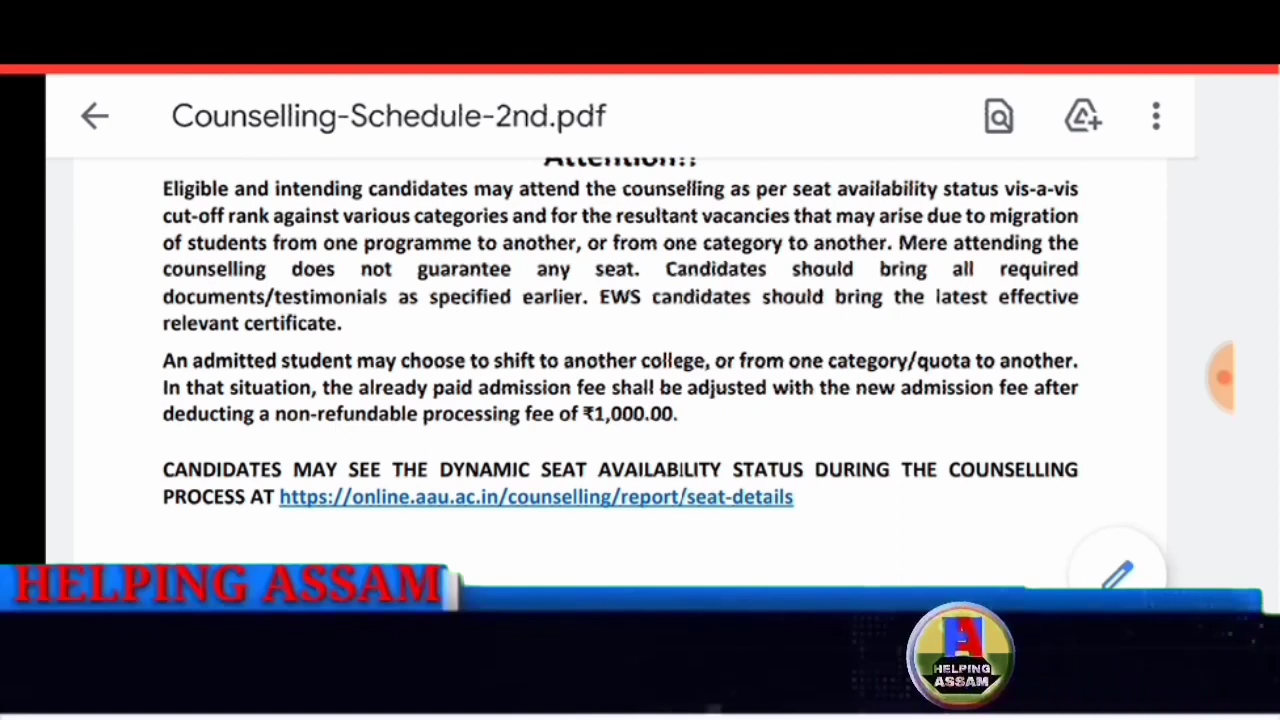 Counselling-Schedule-2nd.pdf
Attention!!
Eligible and intending candidates may attend the counselling as per seat availability status vis-a-vis
cut-off rank against various categories and for the resultant vacancies that may arise due to migration
of students from one programme to another, or from one category to another. Mere attending the
counselling does not guarantee any seat. Candidates should bring all required
documents/testimonials as specified earlier. EWS candidates should bring the latest effective
relevant certificate.
An admitted student may choose to shift to another college, or from one category/quota to another.
In that situation, the already paid admission fee shall be adjusted with the new admission fee after
deducting a non-refundable processing fee of ₹1,000.00.
CANDIDATES MAY SEE THE DYNAMIC SEAT AVAILABILITY STATUS DURING THE COUNSELLING
PROCESS AT https://online.aau.ac.in/counselling/report/seat-details
HELPING ASSAM
HELPING
ASSAM